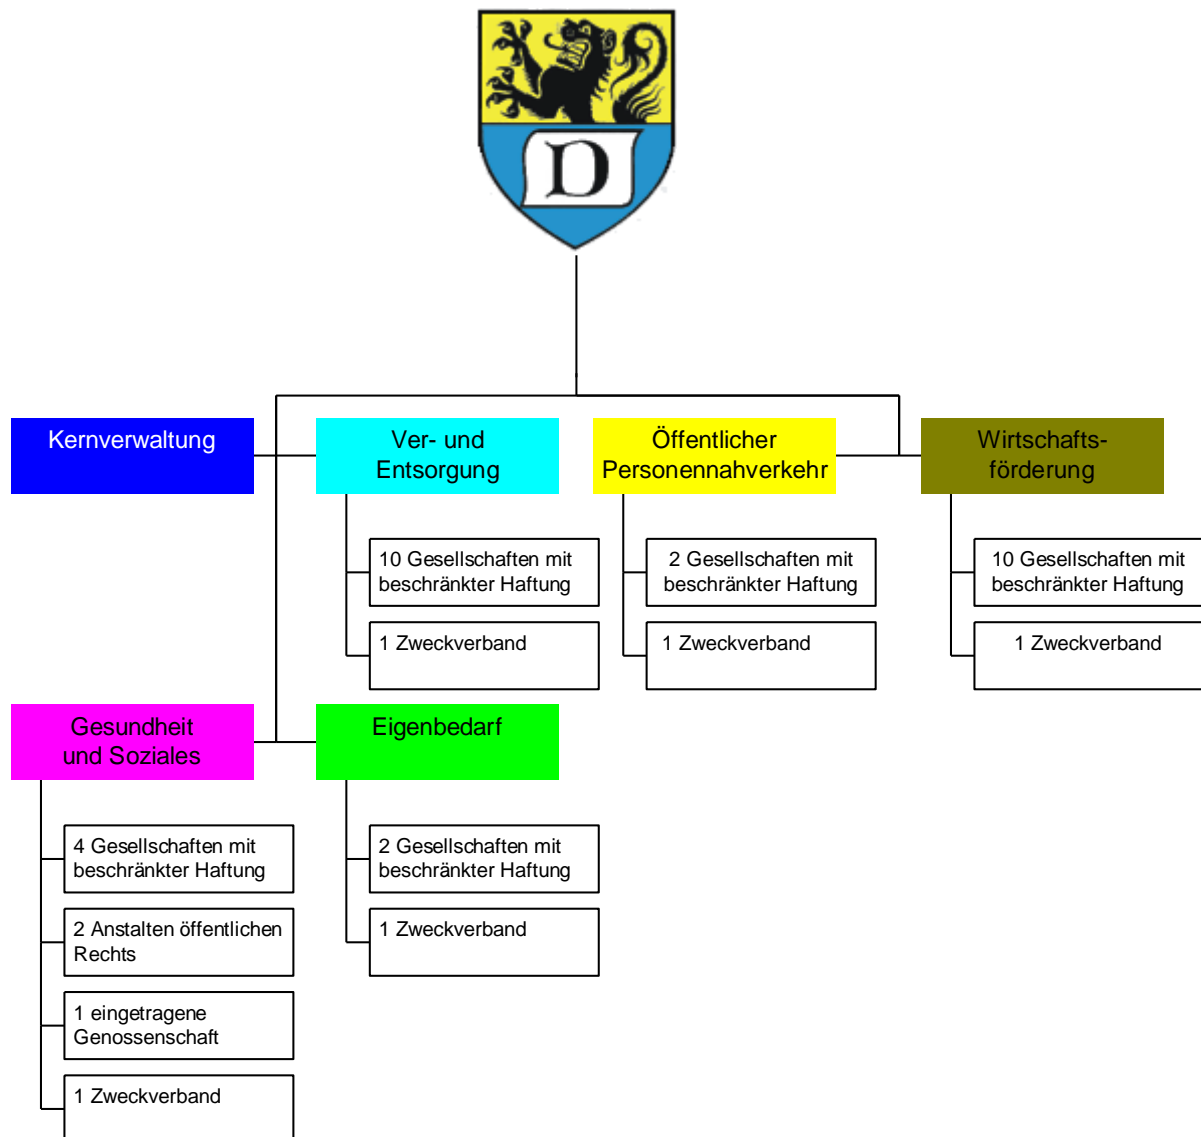 D
Kernverwaltung
Ver- und
Entsorgung
Öffentlicher
Personennahverkehr
Wirtschafts-
förderung
10 Gesellschaften mit
beschränkter Haftung
1 Zweckverband
2 Gesellschaften mit
beschränkter Haftung
1 Zweckverband
10 Gesellschaften mit
beschränkter Haftung
1 Zweckverband
Gesundheit
und Soziales
Eigenbedarf
4 Gesellschaften mit
beschränkter Haftung
2 Anstalten öffentlichen
Rechts
1 eingetragene
Genossenschaft
1 Zweckverband
2 Gesellschaften mit
beschränkter Haftung
1 Zweckverband